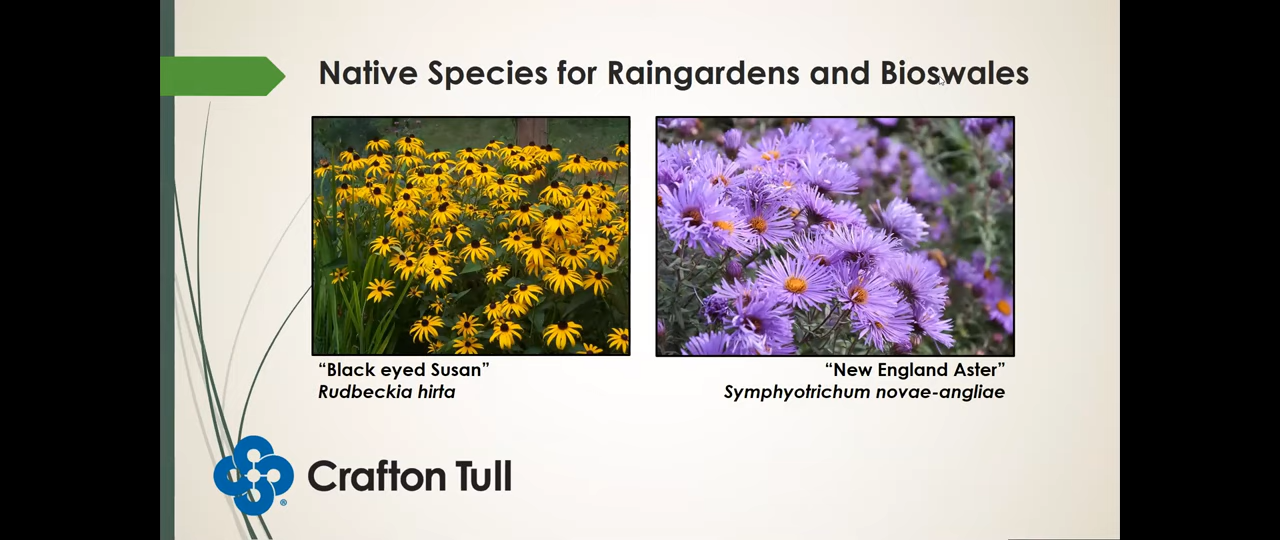 Native Species for Raingardens and Bioswales
“Black eyed Susan”
Rudbeckia hirta
“New England Aster”
Symphyotrichum novae-angliae
Crafton Tull
®